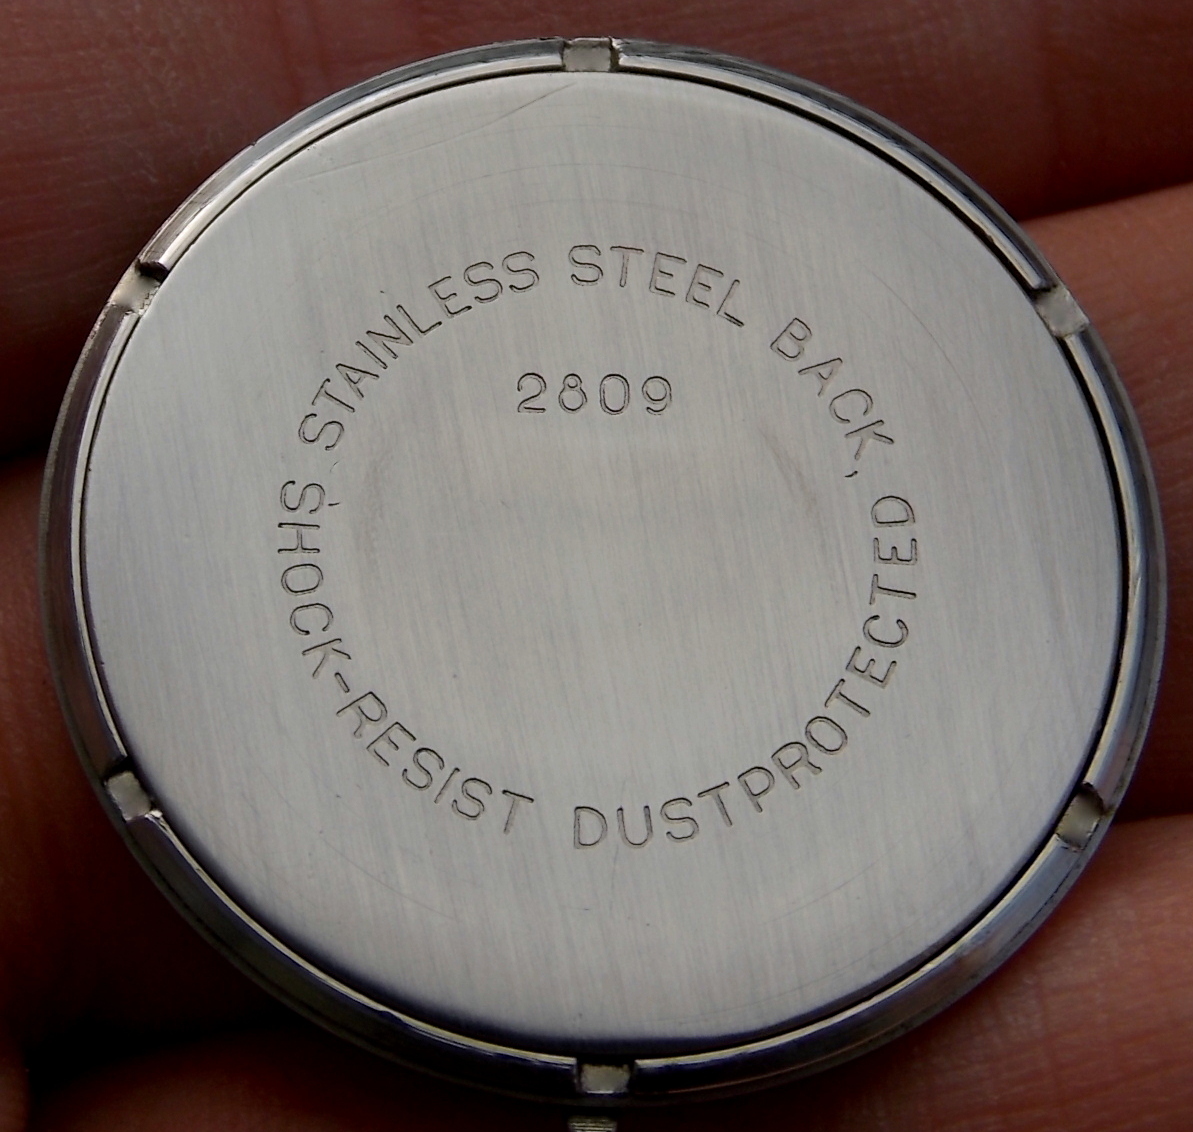 STAINLESS STEEL BACK, DUSTPROTECTED SHOCK-RESIST
2809